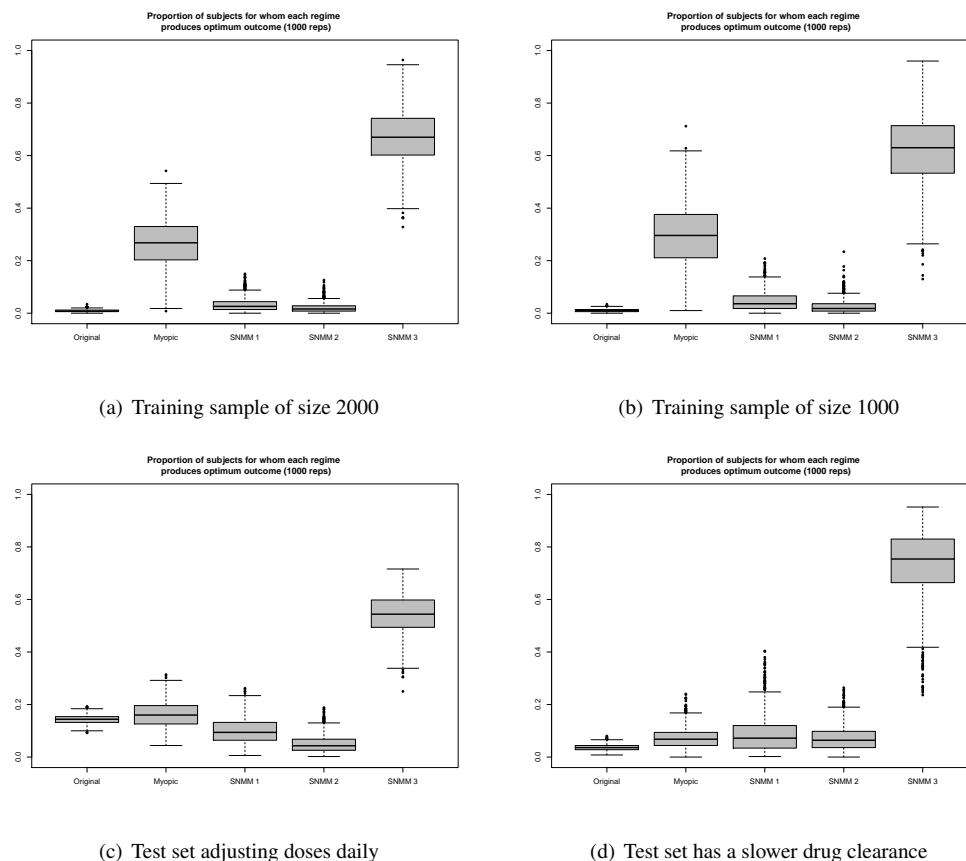 Proportion of subjects for whom each regime
produces optimum outcome (1000 reps)
1.0
0.8
0.6
0.4
0.2
0.0
Original Myopic SNMM 1 SNMM 2 SNMM 3
(a) Training sample of size 2000
Proportion of subjects for whom each regime
produces optimum outcome (1000 reps)
1.0
0.8
0.6
0.4
0.2
0.0
Original Myopic SNMM 1 SNMM 2 SNMM 3
(b) Training sample of size 1000
Proportion of subjects for whom each regime
produces optimum outcome (1000 reps)
1.0
0.8
0.6
0.4
0.2
0.0
Original Myopic SNMM 1 SNMM 2 SNMM 3
(c) Test set adjusting doses daily
Proportion of subjects for whom each regime
produces optimum outcome (1000 reps)
1.0
0.8
0.6
0.4
0.2
0.0
Original Myopic SNMM 1 SNMM 2 SNMM 3
(d) Test set has a slower drug clearance